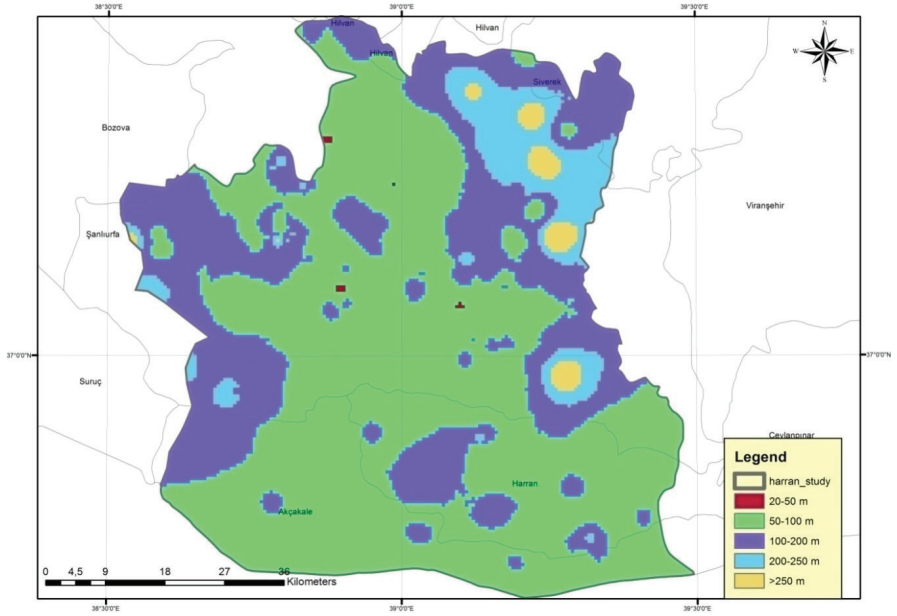 38°30'0"E 39°0'0"E 39°30'0"E
Hilvan
Hilvan
Hilvan
N
W E
S
Siverek
Bozova
Viranşehir
Şanlıurfa
37°0'0"N 37°0'0"N
Suruç
Ceylanpınar
Harran
Akçakale
Legend
harran_study
20-50 m
50-100 m
100-200 m
200-250 m
>250 m
0 4,5 9 18 27 36
Kilometers
38°30'0"E 39°0'0"E 39°30'0"E